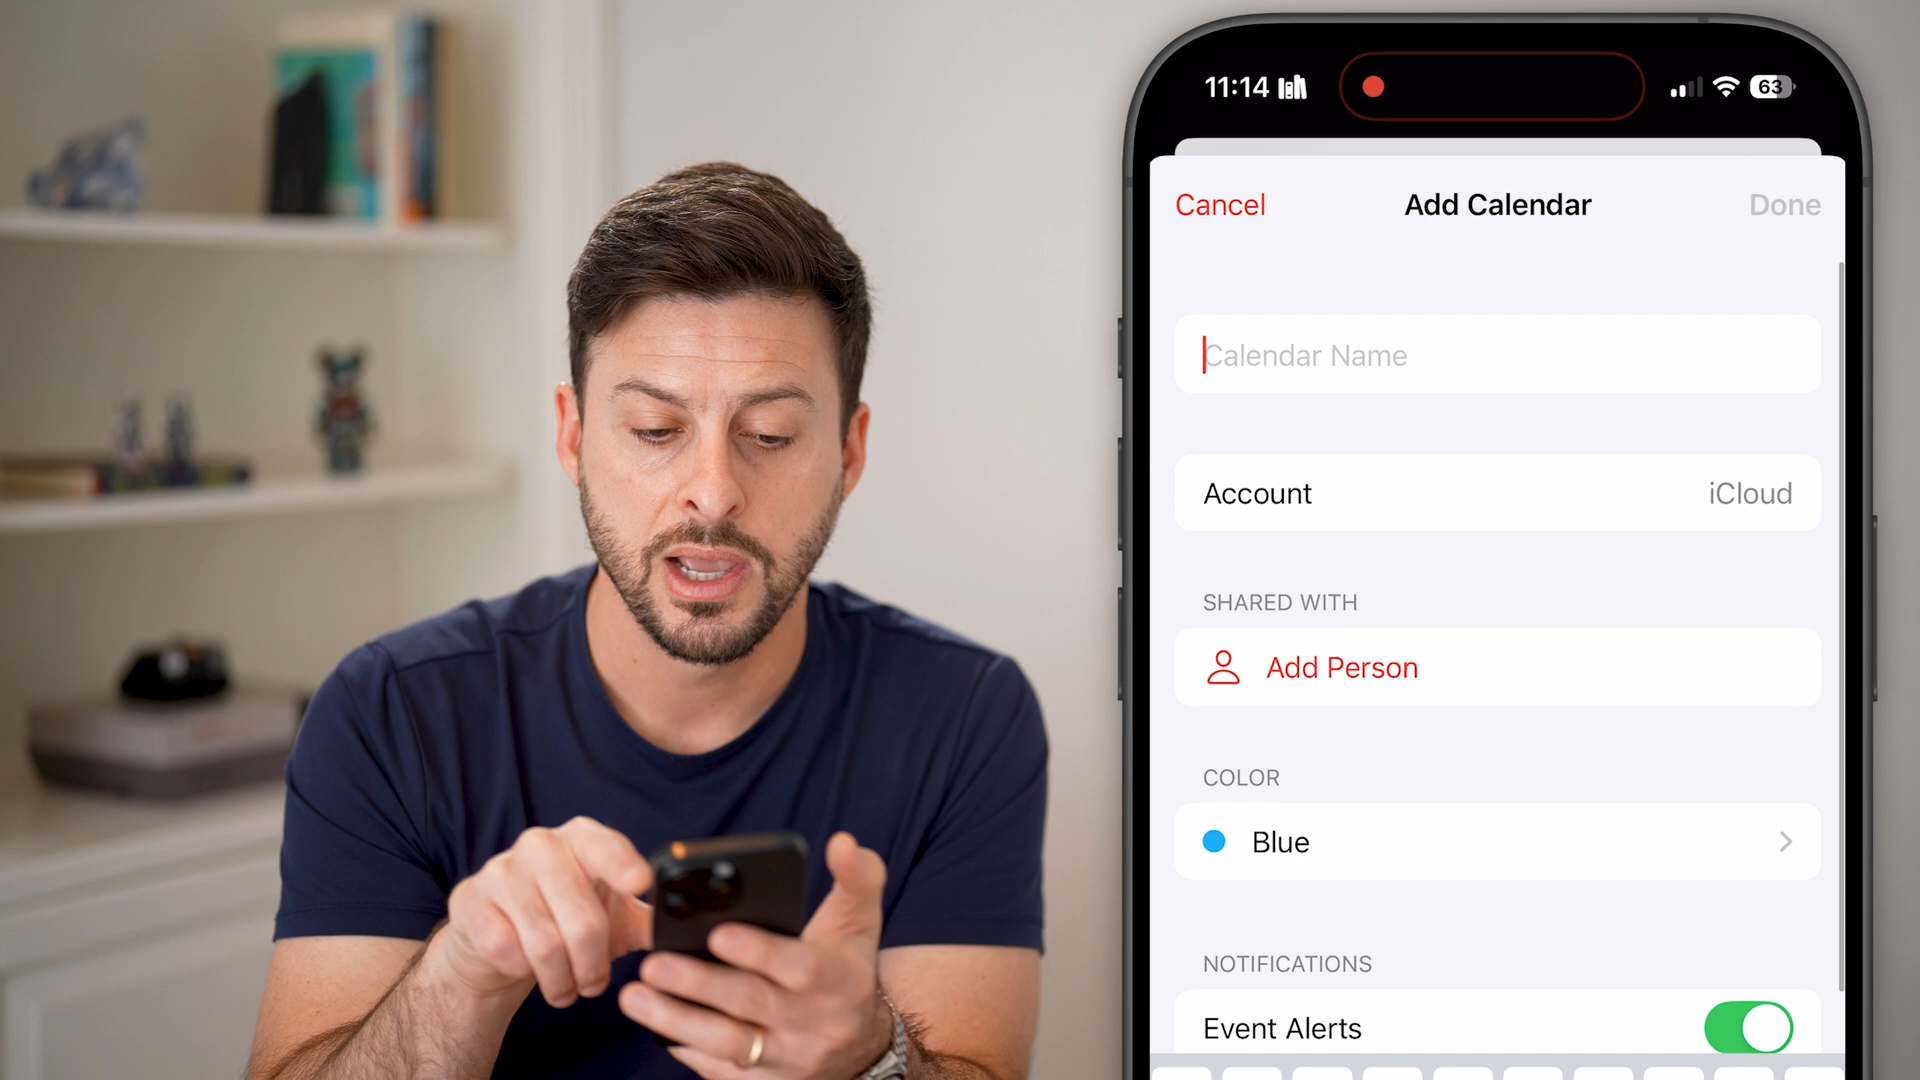 11:14
63
Cancel
Add Calendar
Done
Calendar Name
Account
iCloud
SHARED WITH
Add Person
COLOR
Blue
NOTIFICATIONS
Event Alerts